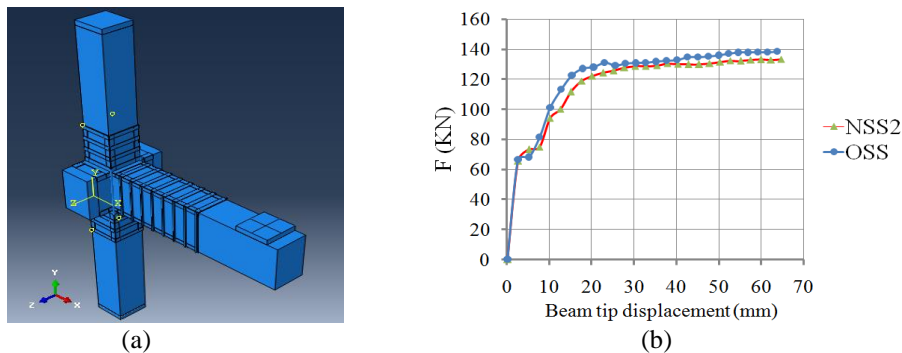 Y
Z
X
Y
Z
X
(a)
160
140
120
100
80
60
40
20
0
F (KN)
0 10 20 30 40 50 60 70
Beam tip displacement (mm)
NSS2
OSS
(b)